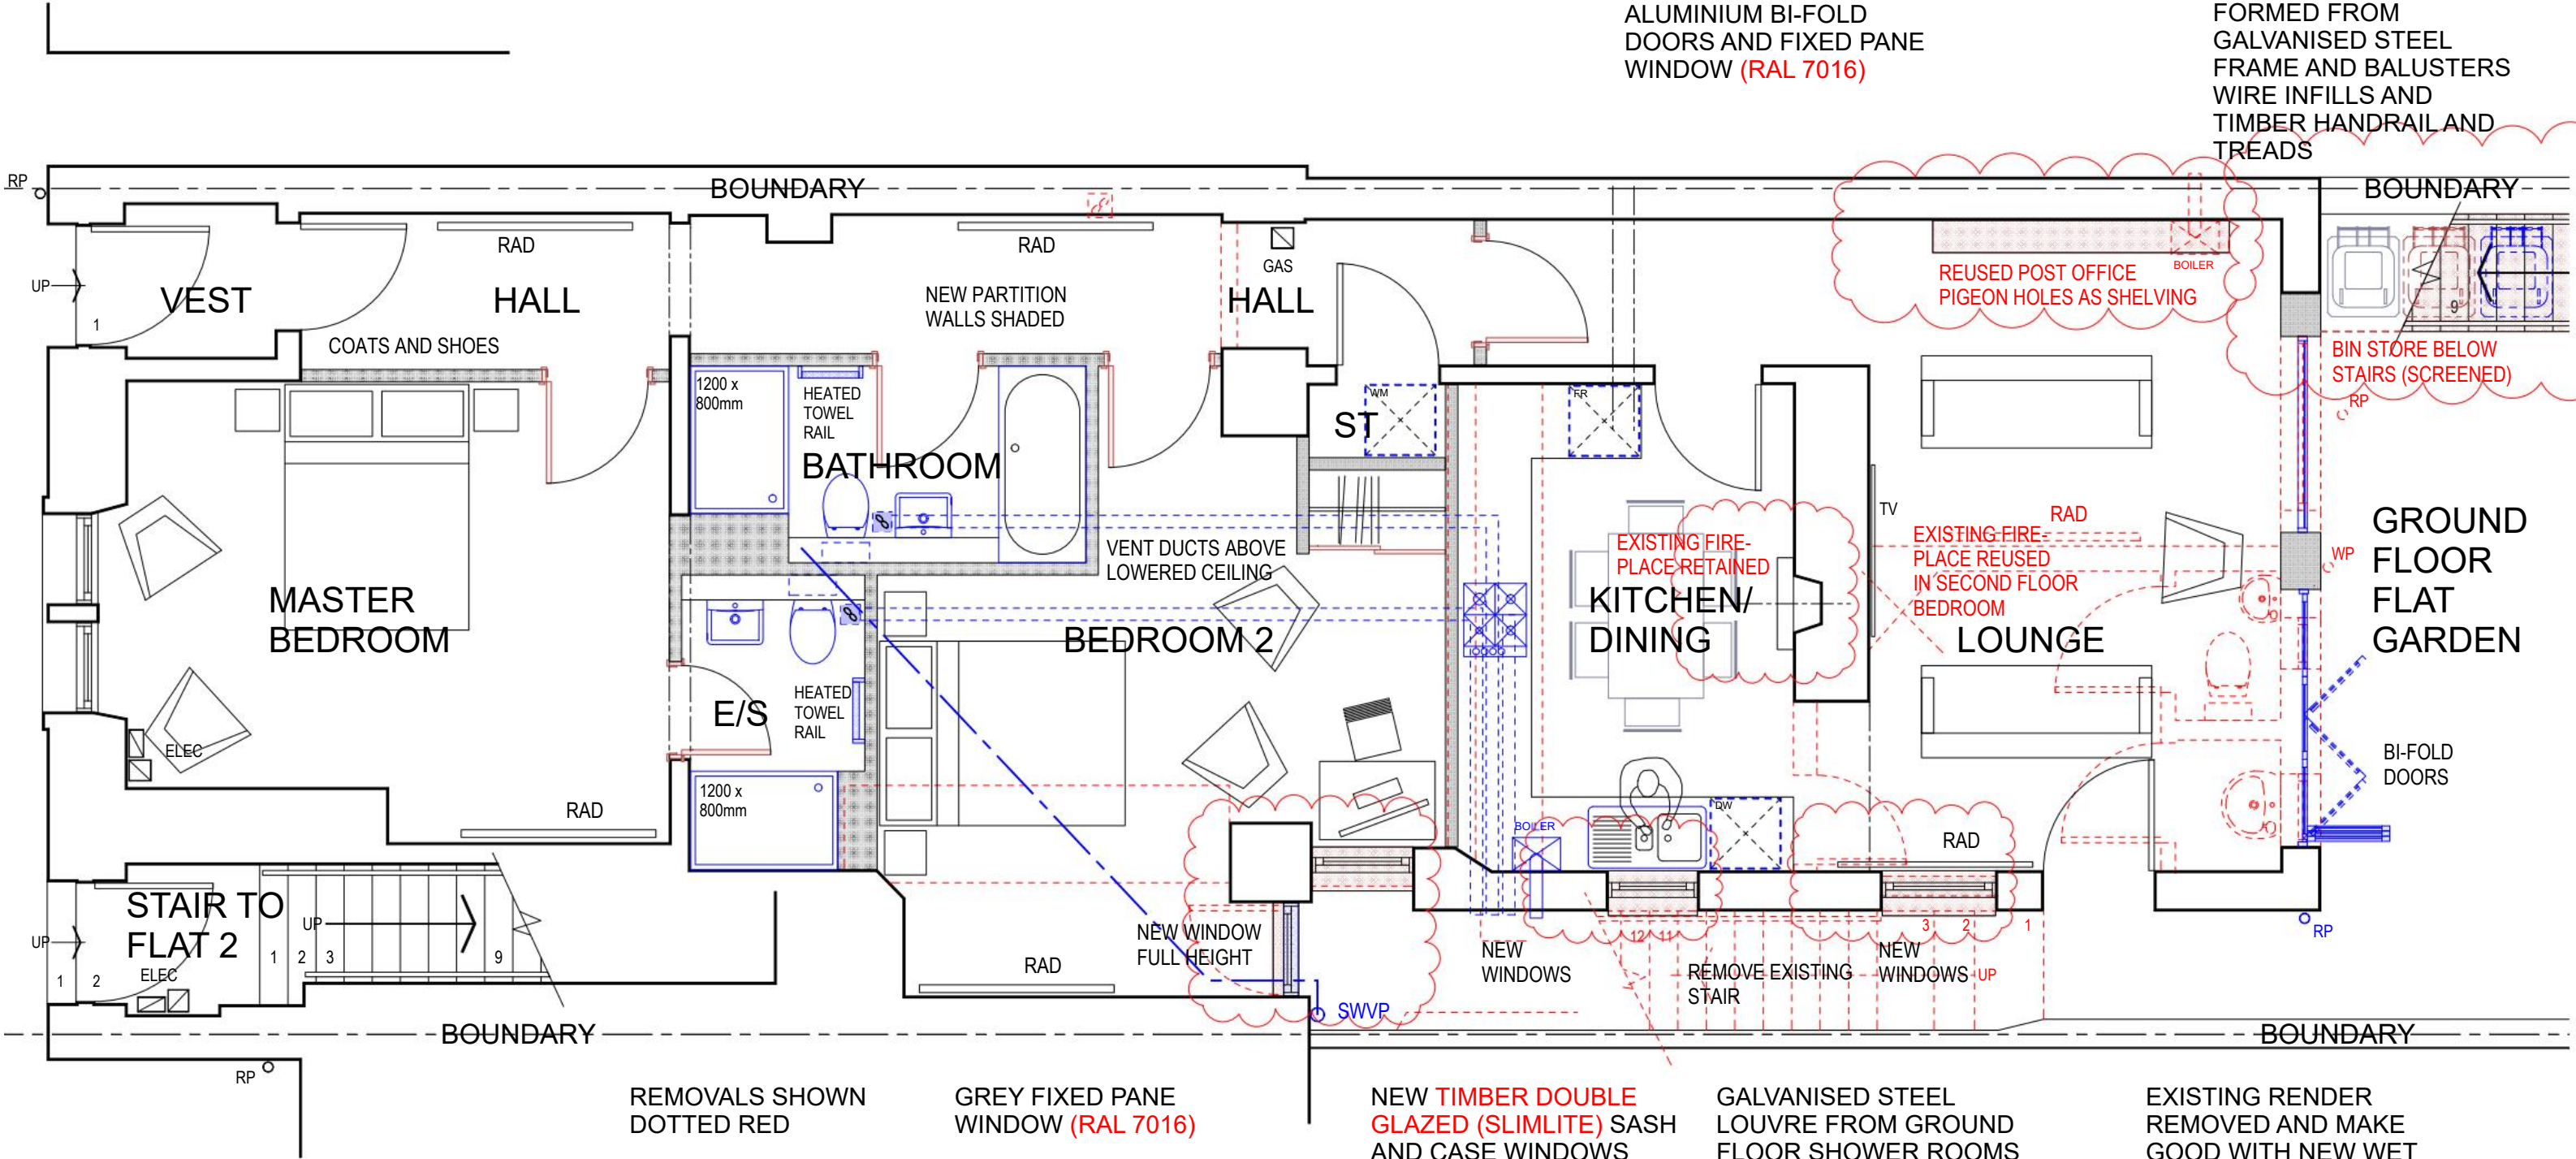 ALUMINIUM BI-FOLD
DOORS AND FIXED PANE
WINDOW (RAL 7016)
FORMED FROM
GALVANISED STEEL
FRAME AND BALUSTERS
WIRE INFILLS AND
TIMBER HANDRAIL AND
TREADS
RP
BOUNDARY
BOUNDARY
RAD
RAD
GAS
BOILER
REUSED POST OFFICE
PIGEON HOLES AS SHELVING
UP
1
VEST
HALL
NEW PARTITION
WALLS SHADED
HALL
9
COATS AND SHOES
BIN STORE BELOW
STAIRS (SCREENED)
RP
1200 x
800mm
HEATED
TOWEL
RAIL
BATHROOM
WM
ST
FR
TV
RAD
EXISTING FIRE-
PLACE REUSED
IN SECOND FLOOR
BEDROOM
GROUND
FLOOR
FLAT
GARDEN
WP
VENT DUCTS ABOVE
LOWERED CEILING
EXISTING FIRE-
PLACE RETAINED
MASTER
BEDROOM
BEDROOM 2
KITCHEN/
DINING
LOUNGE
E/S
HEATED
TOWEL
RAIL
ELEC
RAD
1200 x
800mm
BI-FOLD
DOORS
BOILER
DW
RAD
STAIR TO
FLAT 2
UP
UP
1
2
1
2
3
9
ELEC
NEW WINDOW
FULL HEIGHT
RAD
SWVP
NEW
WINDOWS
12
11
REMOVE EXISTING
STAIR
NEW
WINDOWS
UP
3
2
1
RP
BOUNDARY
BOUNDARY
RP
REMOVALS SHOWN
DOTTED RED
GREY FIXED PANE
WINDOW (RAL 7016)
NEW TIMBER DOUBLE
GLAZED (SLIMLITE) SASH
AND CASE WINDOWS
GALVANISED STEEL
LOUVRE FROM GROUND
FLOOR SHOWER ROOMS
EXISTING RENDER
REMOVED AND MAKE
GOOD WITH NEW WET